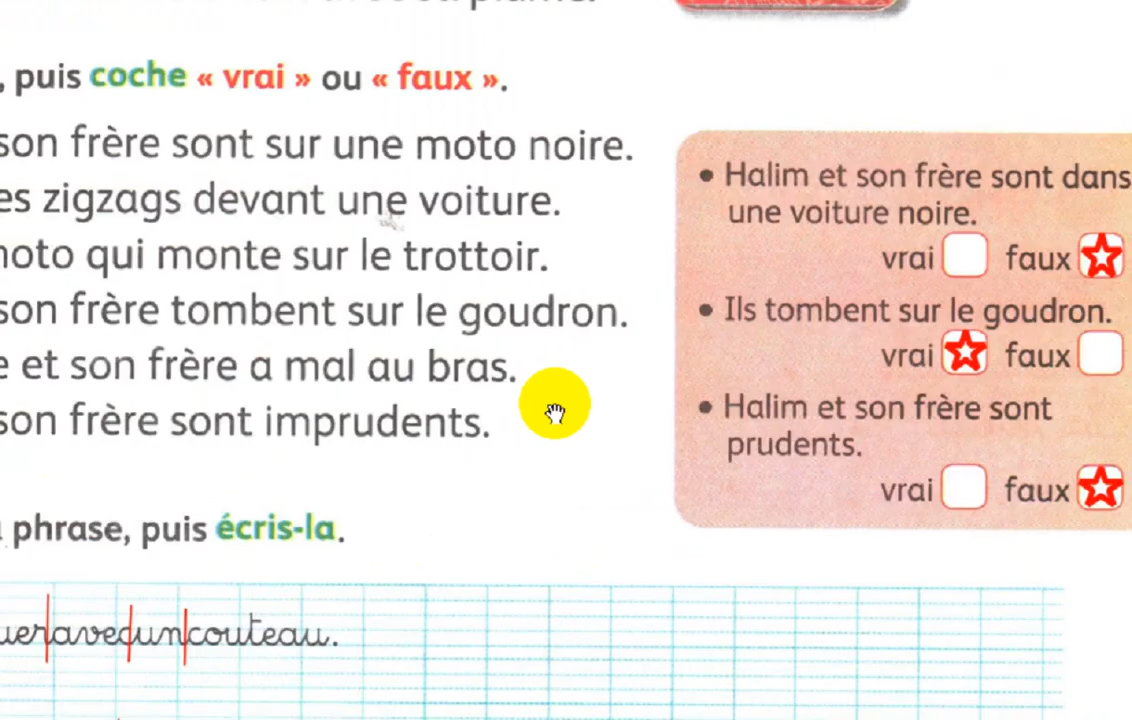 , puis coche « vrai » ou « faux ».
son frère sont sur une moto noire.
es zigzags devant une voiture.
oto qui monte sur le trottoir.
son frère tombent sur le goudron.
e et son frère a mal au bras.
son frère sont imprudents.
• Halim et son frère sont dans
une voiture noire.
vrai faux
• Ils tombent sur le goudron.
vrai faux
• Halim et son frère sont
prudents.
vrai faux
phrase, puis écris-la.
uer avec un couteau.